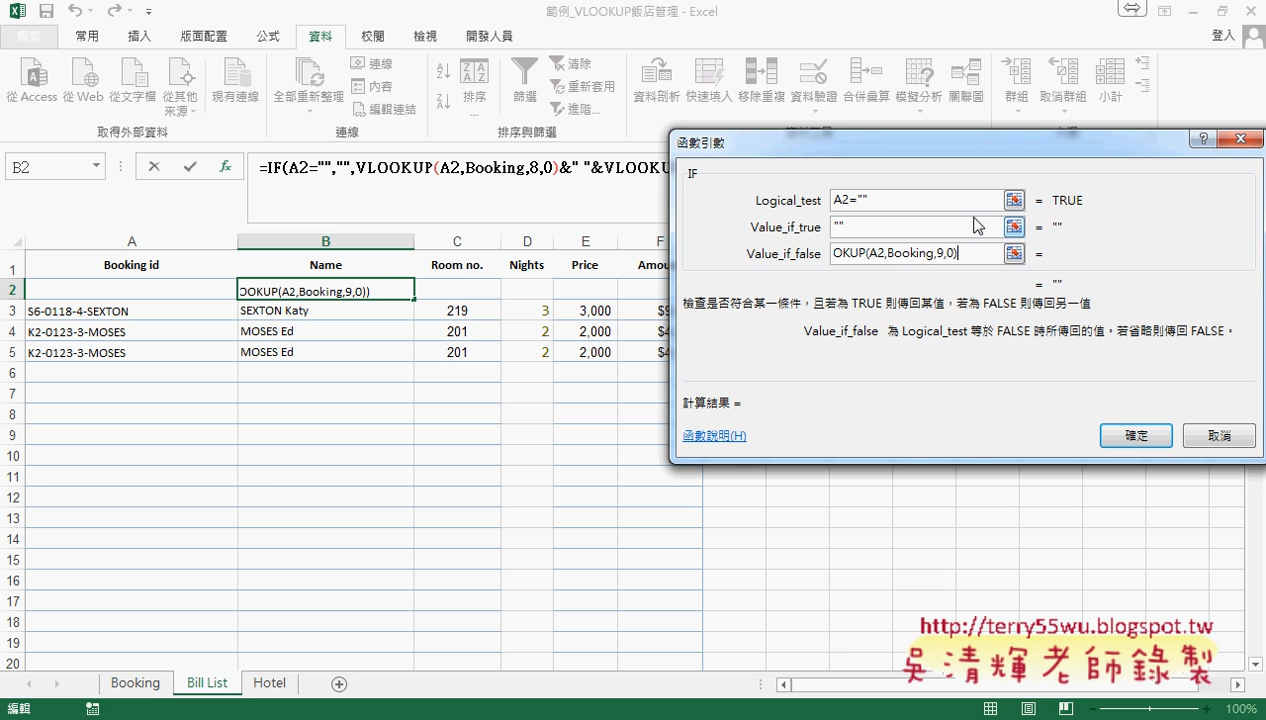 範例_VLOOKUP飯店管理 - Excel
常用 插入 版面配置 公式 資料 校閱 檢視 開發人員 登入
從 Access 從 Web 從文字檔 從其他來源 現有連線 全部重新整理 連線 內容 編輯連結 排序... 篩選 清除 重新套用 進階... 資料剖析 快速填入 移除重複 資料驗證 合併彙算 模擬分析 關聯圖 群組 取消群組 小計
取得外部資料 連線 排序與篩選
B2 fx =IF(A2="","",VLOOKUP(A2,Booking,8,0)&" "&VLOOKU
函數引數
IF
Logical_test A2="" = TRUE
Value_if_true "" = ""
Value_if_false OKUP(A2,Booking,9,0) =
= ""
檢查是否符合某一條件，且若為 TRUE 則傳回某值，若為 FALSE 則傳回另一值
Value_if_false 為 Logical_test 等於 FALSE 時所傳回的值。若省略則傳回 FALSE。
計算結果 =
函數說明(H) 確定 取消
A B C D E F
1 Booking id Name Room no. Nights Price Amou
2 OOKUP(A2,Booking,9,0))
3 S6-0118-4-SEXTON SEXTON Katy 219 3 3,000 $9
4 K2-0123-3-MOSES MOSES Ed 201 2 2,000 $4
5 K2-0123-3-MOSES MOSES Ed 201 2 2,000 $4
6
7
8
9
10
11
12
13
14
15
16
17
18
19
20
http://terry55wu.blogspot.tw
吳清輝老師錄製
Booking Bill List Hotel
編輯 100%